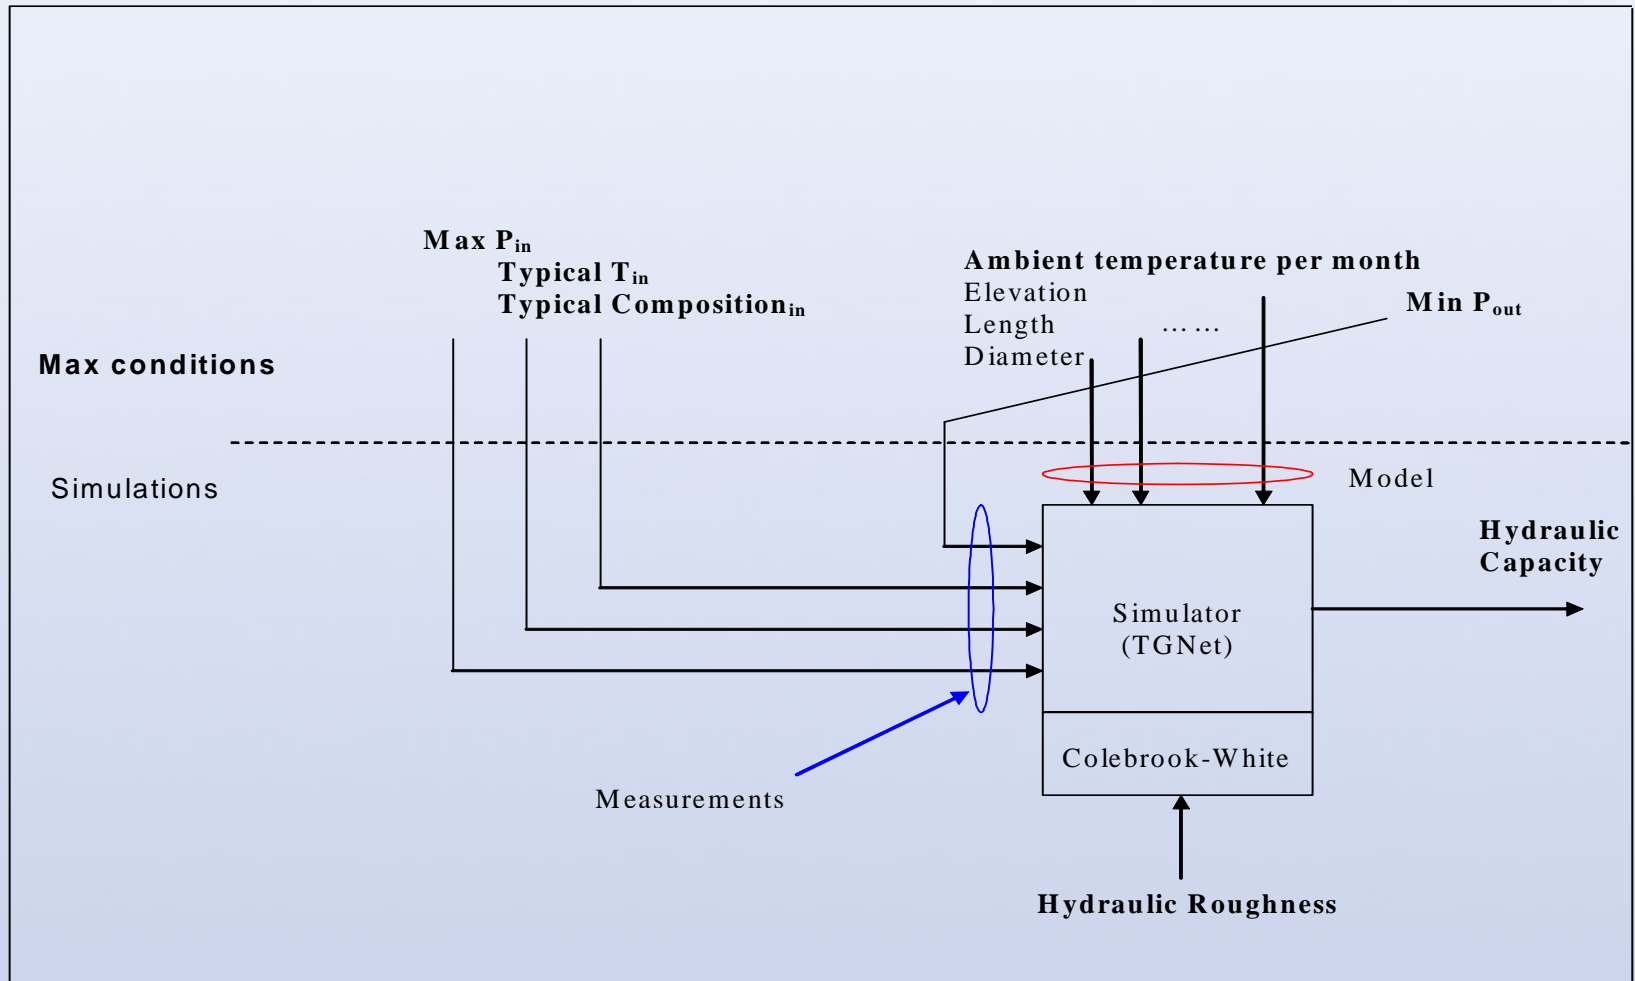 Max Pin
Typical Tin
Typical Compositionin
Ambient temperature per month
Elevation
Length
Diameter
... ...
Min Pout
Max conditions
Simulations
Model
Hydraulic
Capacity
Simulator
(TGNet)
Colebrook-White
Measurements
Hydraulic Roughness